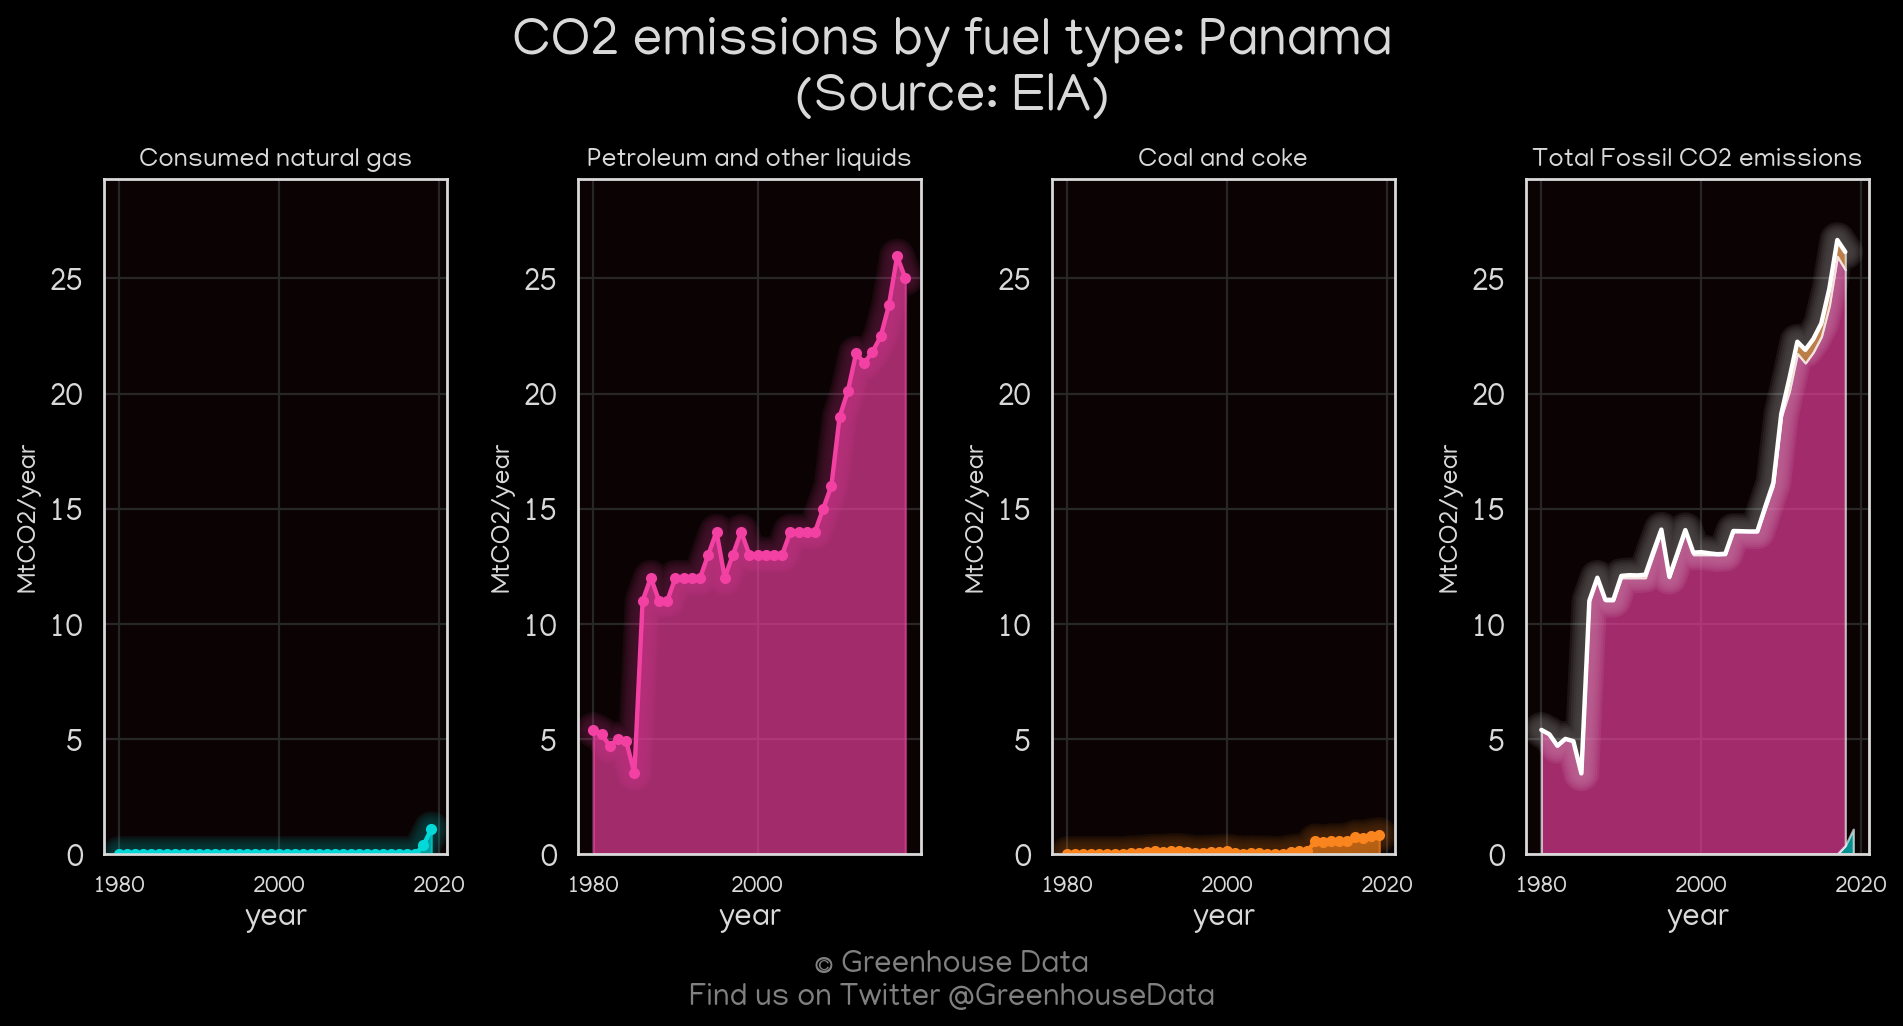 CO2 emissions by fuel type: Panama
(Source: EIA)
Consumed natural gas
MtCO2/year
25
20
15
10
5
0
1980 2000 2020
year
Petroleum and other liquids
MtCO2/year
25
20
15
10
5
0
1980 2000
year
Coal and coke
MtCO2/year
25
20
15
10
5
0
1980 2000 2020
year
Total Fossil CO2 emissions
MtCO2/year
25
20
15
10
5
0
1980 2000 2020
year
© Greenhouse Data
Find us on Twitter @GreenhouseData